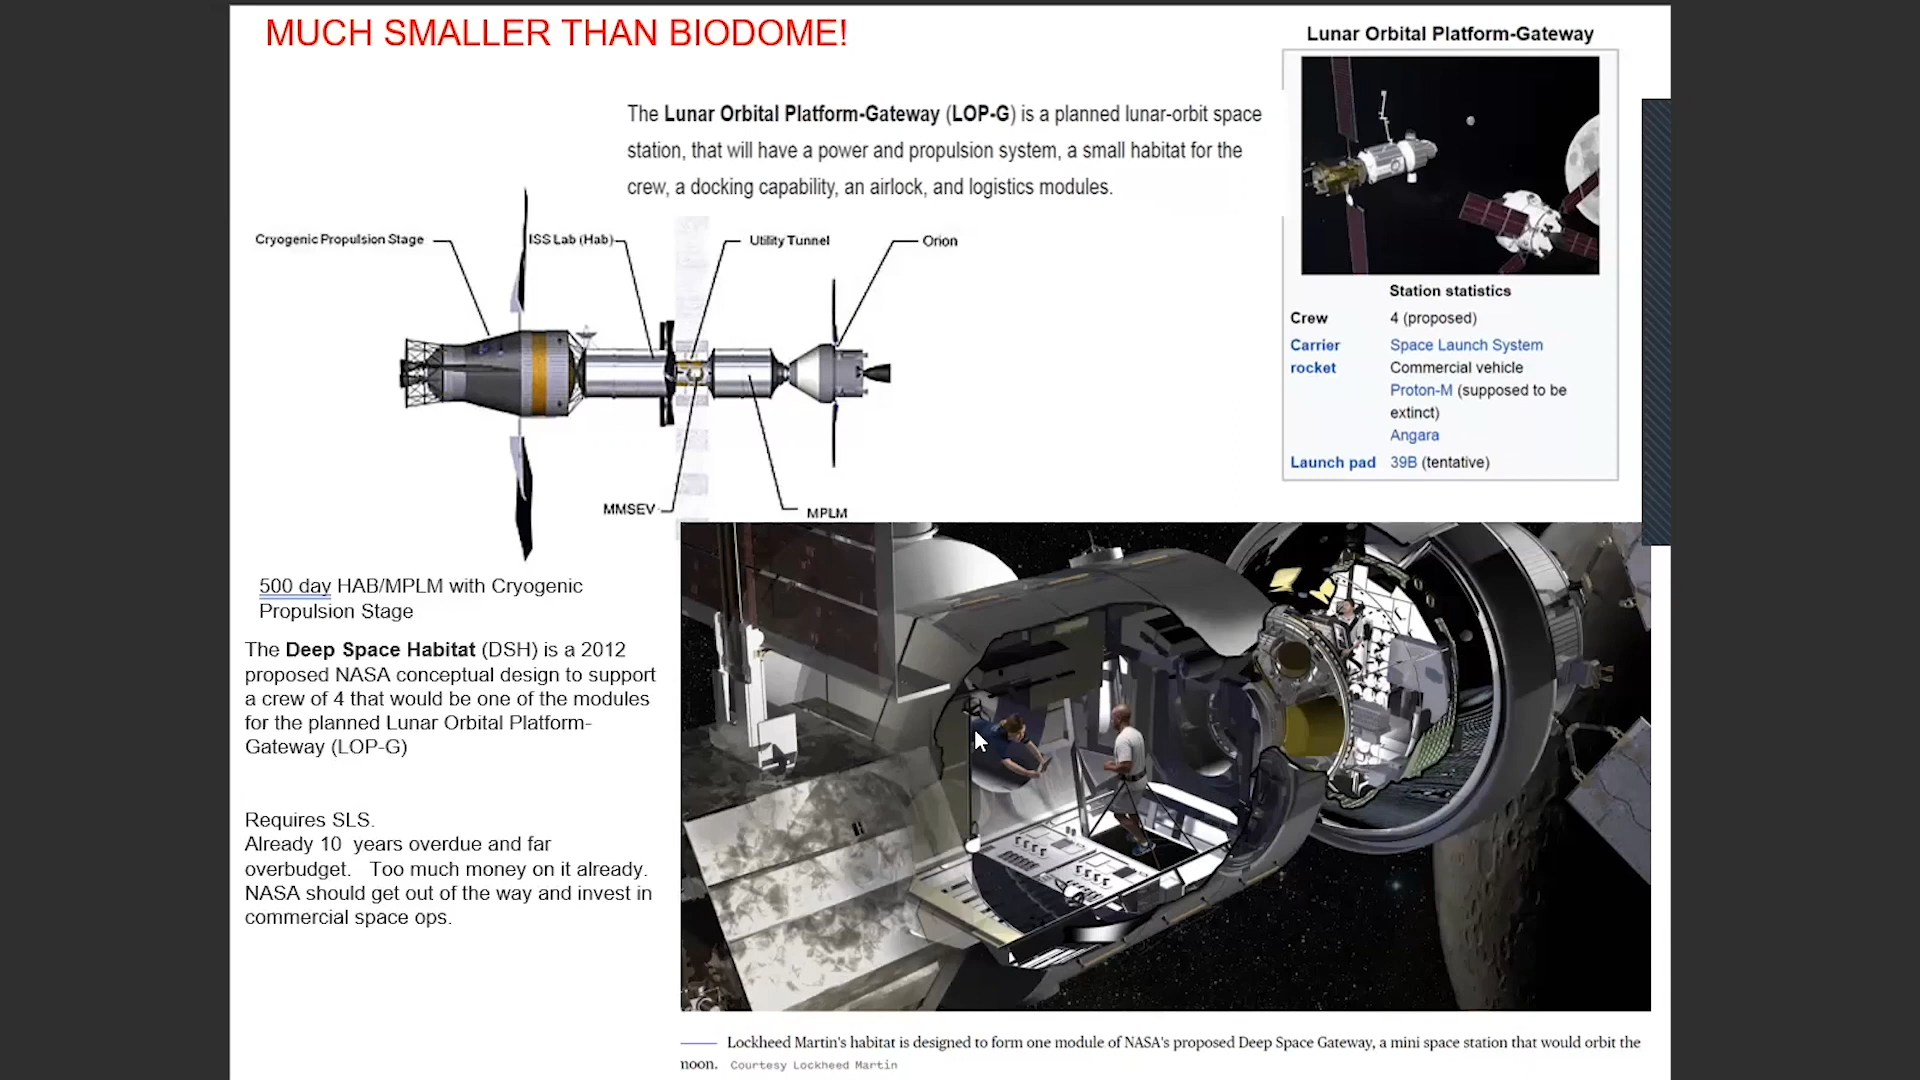 MUCH SMALLER THAN BIODOME!
Lunar Orbital Platform-Gateway
The Lunar Orbital Platform-Gateway (LOP-G) is a planned lunar-orbit space
station, that will have a power and propulsion system, a small habitat for the
crew, a docking capability, an airlock, and logistics modules.
Cryogenic Propulsion Stage
ISS Lab (Hab)
Utility Tunnel
Orion
MMSEV
MPLM
Station statistics
Crew 4 (proposed)
Carrier Space Launch System
rocket Commercial vehicle
Proton-M (supposed to be
extinct)
Angara
Launch pad 39B (tentative)
500 day HAB/MPLM with Cryogenic
Propulsion Stage
The Deep Space Habitat (DSH) is a 2012
proposed NASA conceptual design to support
a crew of 4 that would be one of the modules
for the planned Lunar Orbital Platform-
Gateway (LOP-G)
Requires SLS.
Already 10 years overdue and far
overbudget. Too much money on it already.
NASA should get out of the way and invest in
commercial space ops.
Lockheed Martin's habitat is designed to form one module of NASA's proposed Deep Space Gateway, a mini space station that would orbit the
noon. Courtesy Lockheed Martin